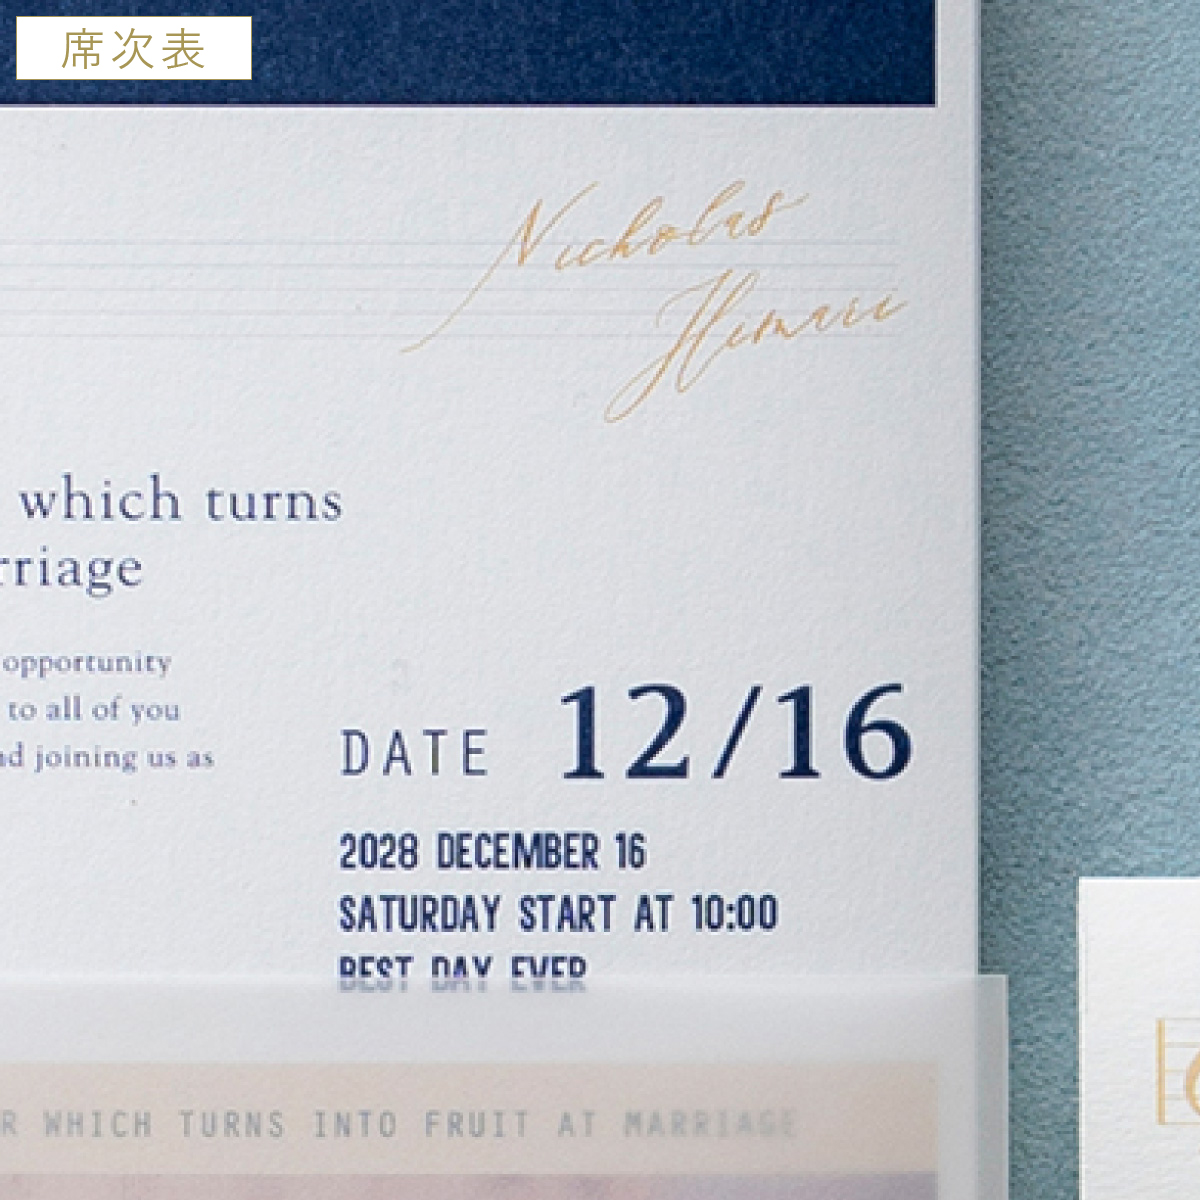 席次表
Nicholas
Himari
which turns
rriage
opportunity
to all of you
nd joining us as
DATE 12/16
2028 DECEMBER 16
SATURDAY START AT 10:00
BEST DAY EVER
R WHICH TURNS INTO FRUIT AT MARRIAGE